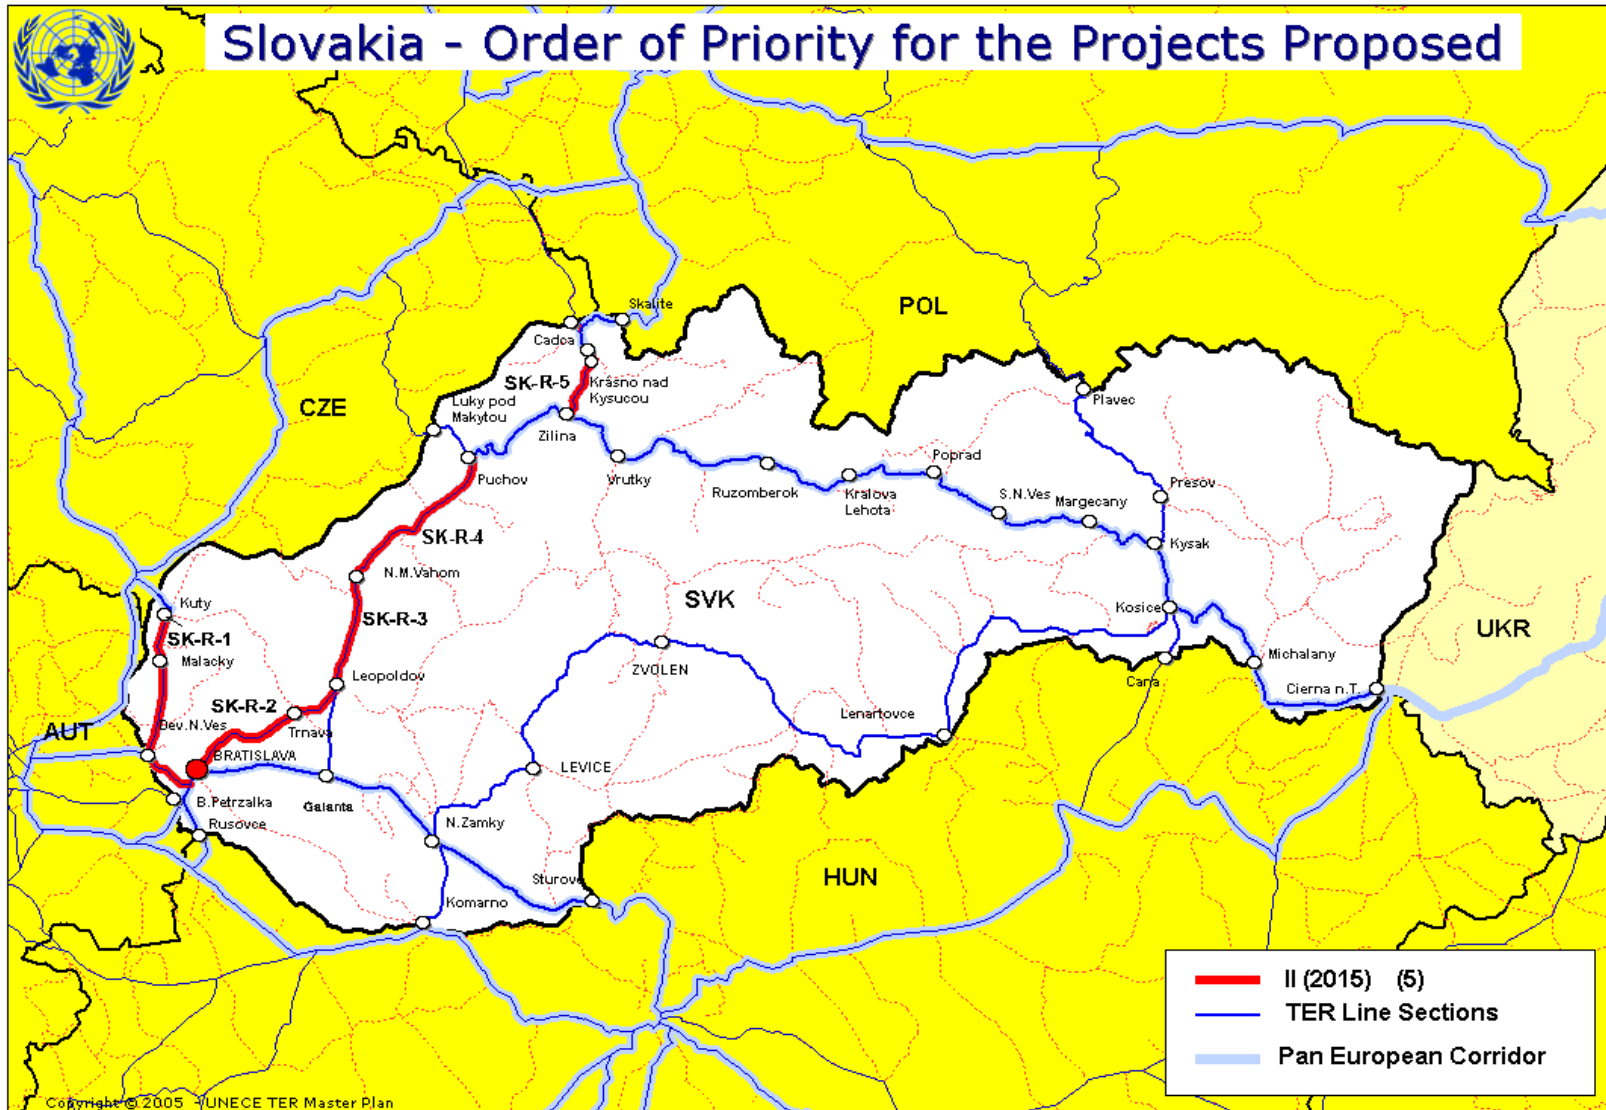 Slovakia - Order of Priority for the Projects Proposed
Skalite
POL
Cadca
SK-R-5
Krásno nad
Kysucou
CZE
Luky pod
Makytou
Plavec
Zilina
Puchov
Vrutky
Ruzomberok
Kralova
Lehota
Poprad
S.N.Ves
Margecany
Presov
SK-R-4
Kysak
N.M.Vahom
SVK
Kuty
SK-R-3
Kosice
UKR
SK-R-1
Malacky
ZVOLEN
Michalany
Leopoldov
Cana
Cierna n.T.
SK-R-2
Lenartovce
AUT
Dev.N.Ves
Trnava
BRATISLAVA
LEVICE
B.Petrzalka
Galanta
Rusovce
N.Zamky
HUN
Sturovo
Komarno
II (2015) (5)
TER Line Sections
Pan European Corridor
Copyright © 2005 UNECE TER Master Plan